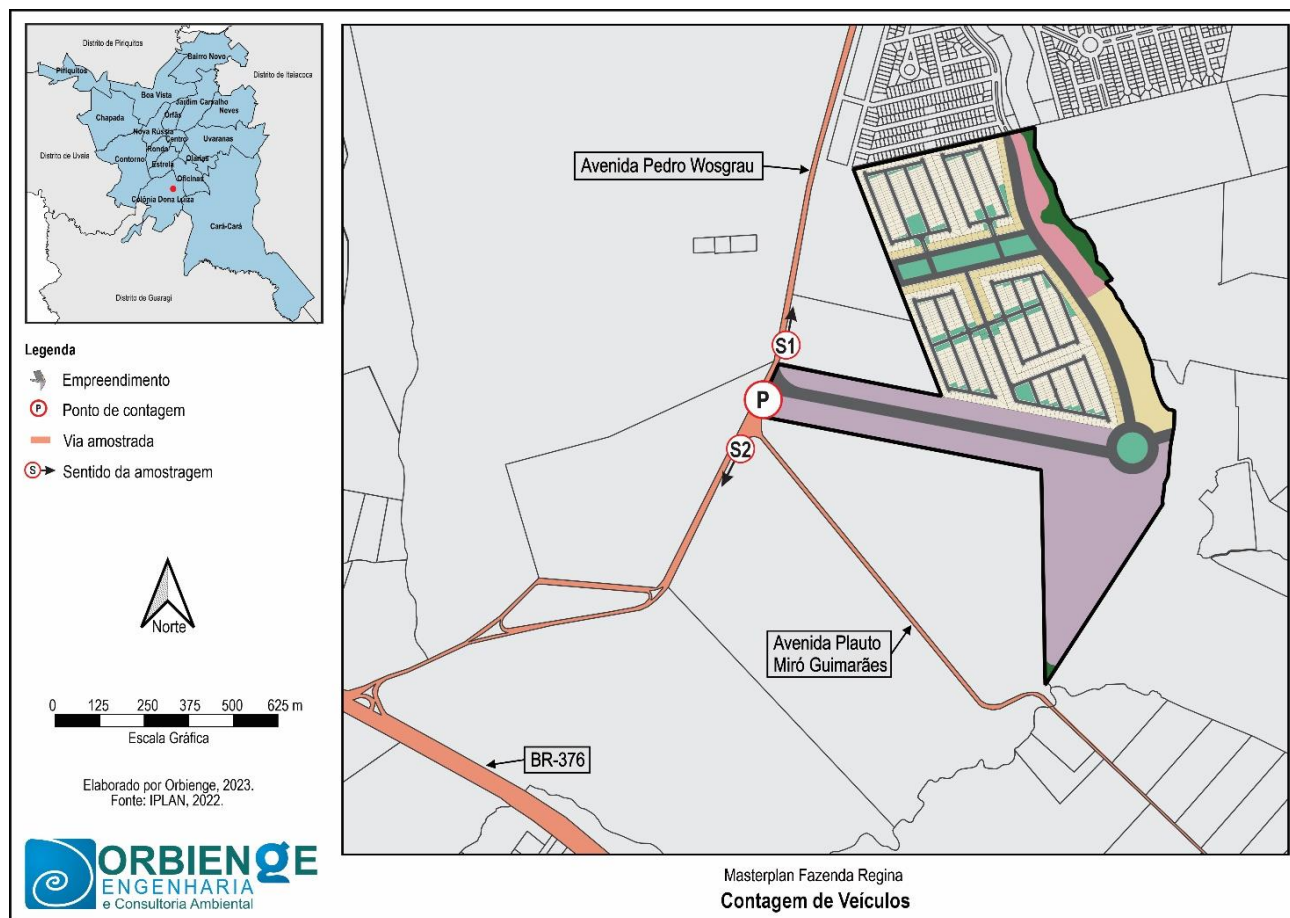 Distrito de Piriquitos
Bairro Novo
Distrito de Itaiacoca
Piriquitos
Boa Vista
Jardim Carvalho
Neves
Órfãs
Chapada
Nova Rússia
Centro
Uvaranas
Ronda
Distrito de Uvaia
Contorno
Olarias
Estrela
Oficinas
Colônia Dona Luiza
Cará-Cará
Distrito de Guaragi
Legenda
Empreendimento
P Ponto de contagem
Via amostrada
S Sentido da amostragem
Norte
0 125 250 375 500 625 m
Escala Gráfica
Elaborado por Orbienge, 2023.
Fonte: IPLAN, 2022.
ORBIENGE
ENGENHARIA
e Consultoria Ambiental
Avenida Pedro Wosgrau
S1
P
S2
Avenida Plauto
Miró Guimarães
BR-376
Masterplan Fazenda Regina
Contagem de Veículos